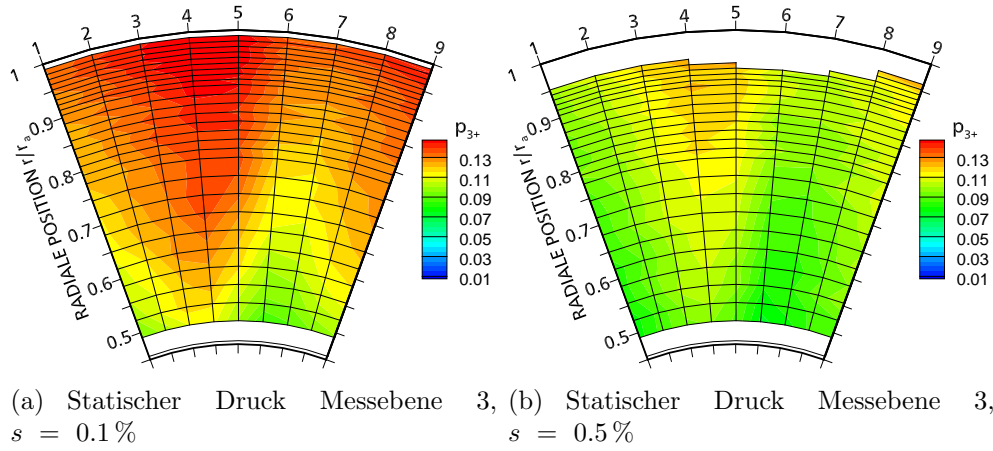 1 2 3 4 5 6 7 8 9
1
0.9
0.8
0.7
0.6
0.5
RADIALE POSITION r|rₐ
p₃₊
0.13
0.11
0.09
0.07
0.05
0.03
0.01
(a) Statischer Druck Messebene 3,
s = 0.1 %
1 2 3 4 5 6 7 8 9
1
0.9
0.8
0.7
0.6
0.5
RADIALE POSITION r|rₐ
p₃₊
0.13
0.11
0.09
0.07
0.05
0.03
0.01
(b) Statischer Druck Messebene 3,
s = 0.5 %